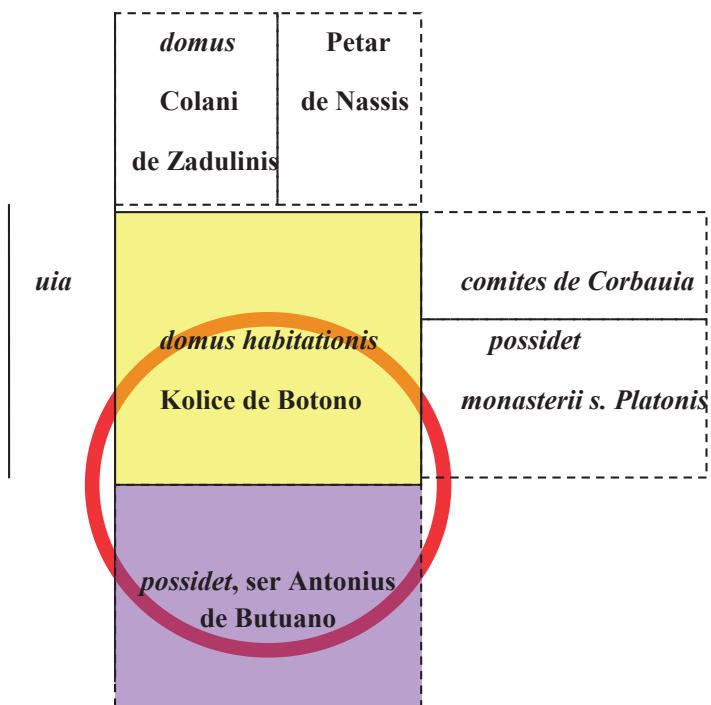 domus
Colani
de Zadulinis
Petar
de Nassis
uia
comites de Corbauia
domus habitationis
Kolice de Botono
possidet
monasterii s. Platonis
possidet, ser Antonius
de Butuano